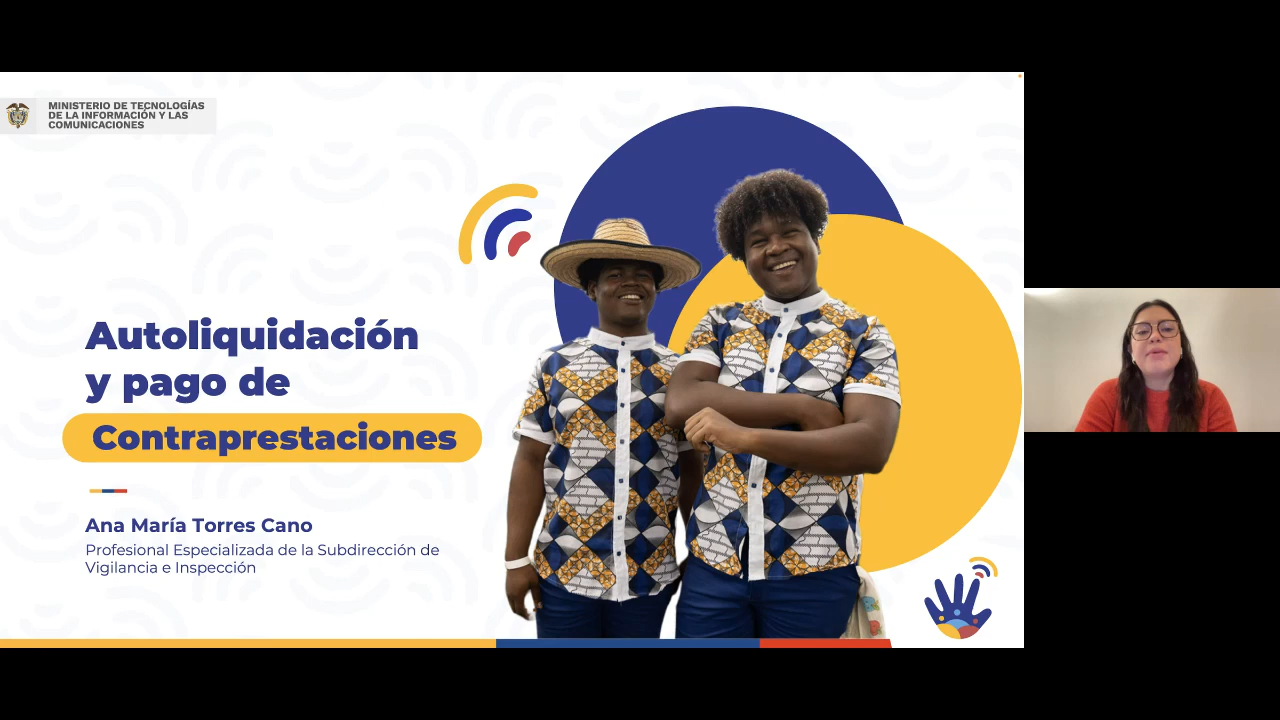 MINISTERIO DE TECNOLOGÍAS
DE LA INFORMACIÓN Y LAS
COMUNICACIONES
Autoliquidación
y pago de
Contraprestaciones
Ana María Torres Cano
Profesional Especializada de la Subdirección de
Vigilancia e Inspección